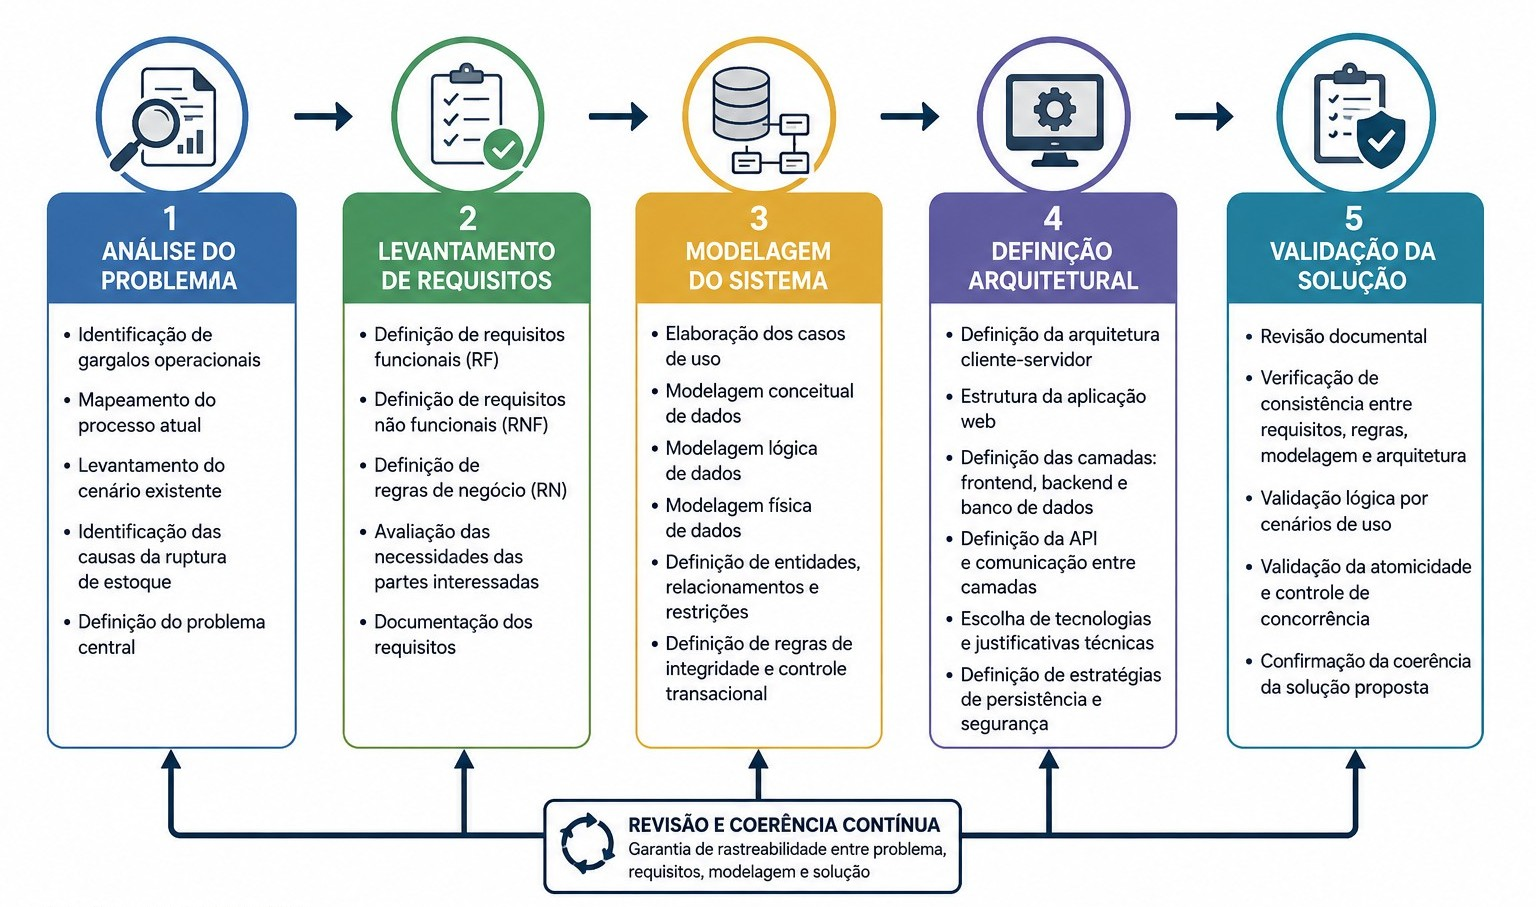 1
ANÁLISE DO
PROBLEMA
• Identificação de
gargalos operacionais
• Mapeamento do
processo atual
• Levantamento do
cenário existente
• Identificação das
causas da ruptura
de estoque
• Definição do problema
central
2
LEVANTAMENTO
DE REQUISITOS
• Definição de requisitos
funcionais (RF)
• Definição de requisitos
não funcionais (RNF)
• Definição de
regras de negócio (RN)
• Avaliação das
necessidades das
partes interessadas
• Documentação dos
requisitos
3
MODELAGEM
DO SISTEMA
• Elaboração dos casos
de uso
• Modelagem conceitual
de dados
• Modelagem lógica
de dados
• Modelagem física
de dados
• Definição de entidades,
relacionamentos e
restrições
• Definição de regras de
integridade e controle
transacional
4
DEFINIÇÃO
ARQUITETURAL
• Definição da arquitetura
cliente-servidor
• Estrutura da aplicação
web
• Definição das camadas:
frontend, backend e
banco de dados
• Definição da API
e comunicação entre
camadas
• Escolha de tecnologias
e justificativas técnicas
• Definição de estratégias
de persistência e
segurança
5
VALIDAÇÃO DA
SOLUÇÃO
• Revisão documental
• Verificação de
consistência entre
requisitos, regras,
modelagem e arquitetura
• Validação lógica por
cenários de uso
• Validação da atomicidade
e controle de
concorrência
• Confirmação da coerência
da solução proposta
REVISÃO E COERÊNCIA CONTÍNUA
Garantia de rastreabilidade entre problema,
requisitos, modelagem e solução